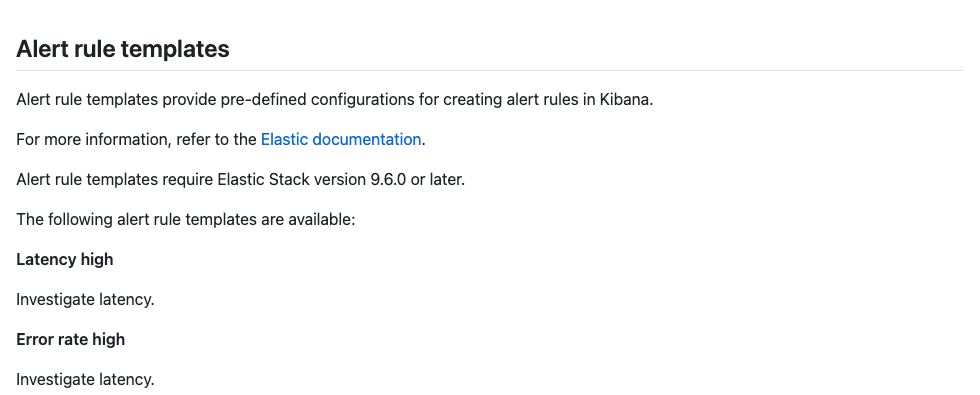 Alert rule templates
Alert rule templates provide pre-defined configurations for creating alert rules in Kibana.
For more information, refer to the Elastic documentation.
Alert rule templates require Elastic Stack version 9.6.0 or later.
The following alert rule templates are available:
Latency high
Investigate latency.
Error rate high
Investigate latency.